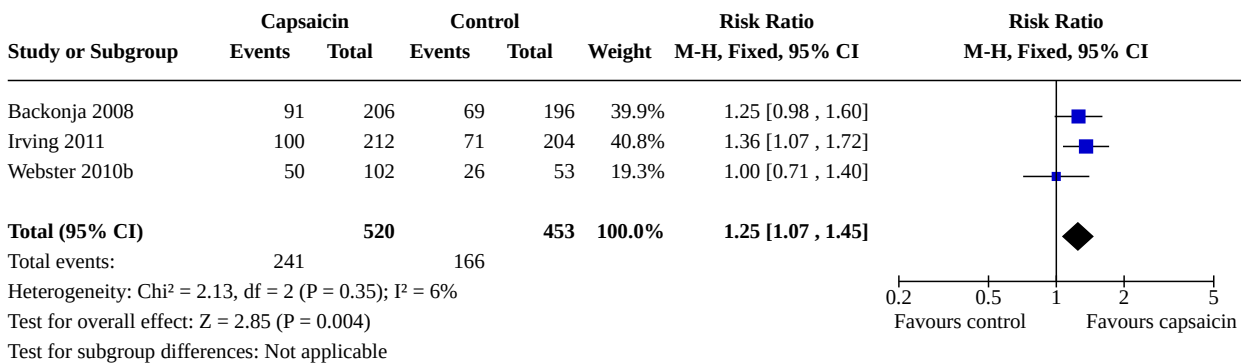 Capsaicin Control Risk Ratio Risk Ratio
Study or Subgroup Events Total Events Total Weight M-H, Fixed, 95% CI M-H, Fixed, 95% CI
Backonja 2008 91 206 69 196 39.9% 1.25 [0.98 , 1.60]
Irving 2011 100 212 71 204 40.8% 1.36 [1.07 , 1.72]
Webster 2010b 50 102 26 53 19.3% 1.00 [0.71 , 1.40]
Total (95% CI) 520 453 100.0% 1.25 [1.07 , 1.45]
Total events: 241 166
Heterogeneity: Chi² = 2.13, df = 2 (P = 0.35); I² = 6%
0.2 0.5 1 2 5
Test for overall effect: Z = 2.85 (P = 0.004)
Favours control Favours capsaicin
Test for subgroup differences: Not applicable